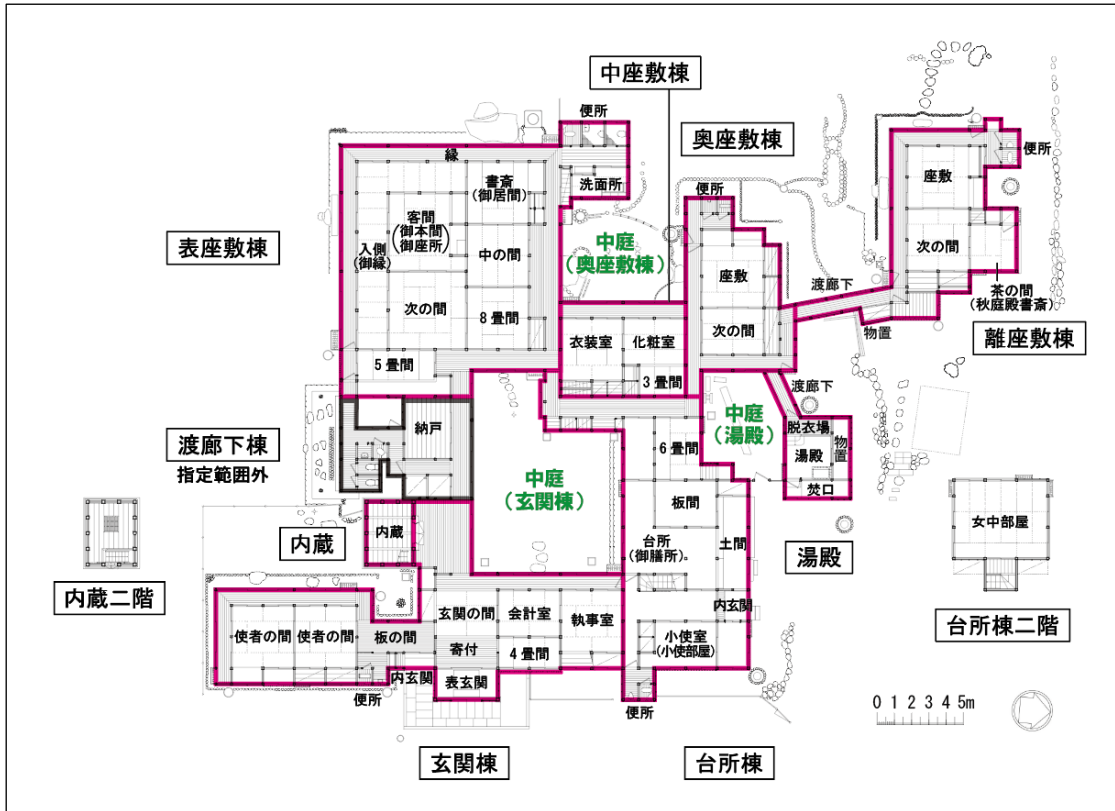 中座敷棟
便所
奥座敷棟
縁
書斎
(御居間)
洗面所
便所
座敷
便所
客間
(御本間
御座所)
表座敷棟
入側
(御縁)
中の間
中庭
(奥座敷棟)
座敷
次の間
渡廊下
茶の間
(秋庭殿書斎)
次の間
8畳間
衣装室
化粧室
次の間
物置
離座敷棟
5畳間
3畳間
渡廊下
納戸
中庭
(湯殿)
脱衣場
物置
湯殿
渡廊下棟
指定範囲外
6畳間
焚口
中庭
(玄関棟)
板間
女中部屋
内蔵
内蔵
台所
(御膳所)
土間
湯殿
内蔵二階
台所棟二階
使者の間
使者の間
板の間
玄関の間
会計室
執事室
内玄関
小使室
(小使部屋)
寄付
4畳間
内玄関
表玄関
便所
便所
0 1 2 3 4 5m
玄関棟
台所棟